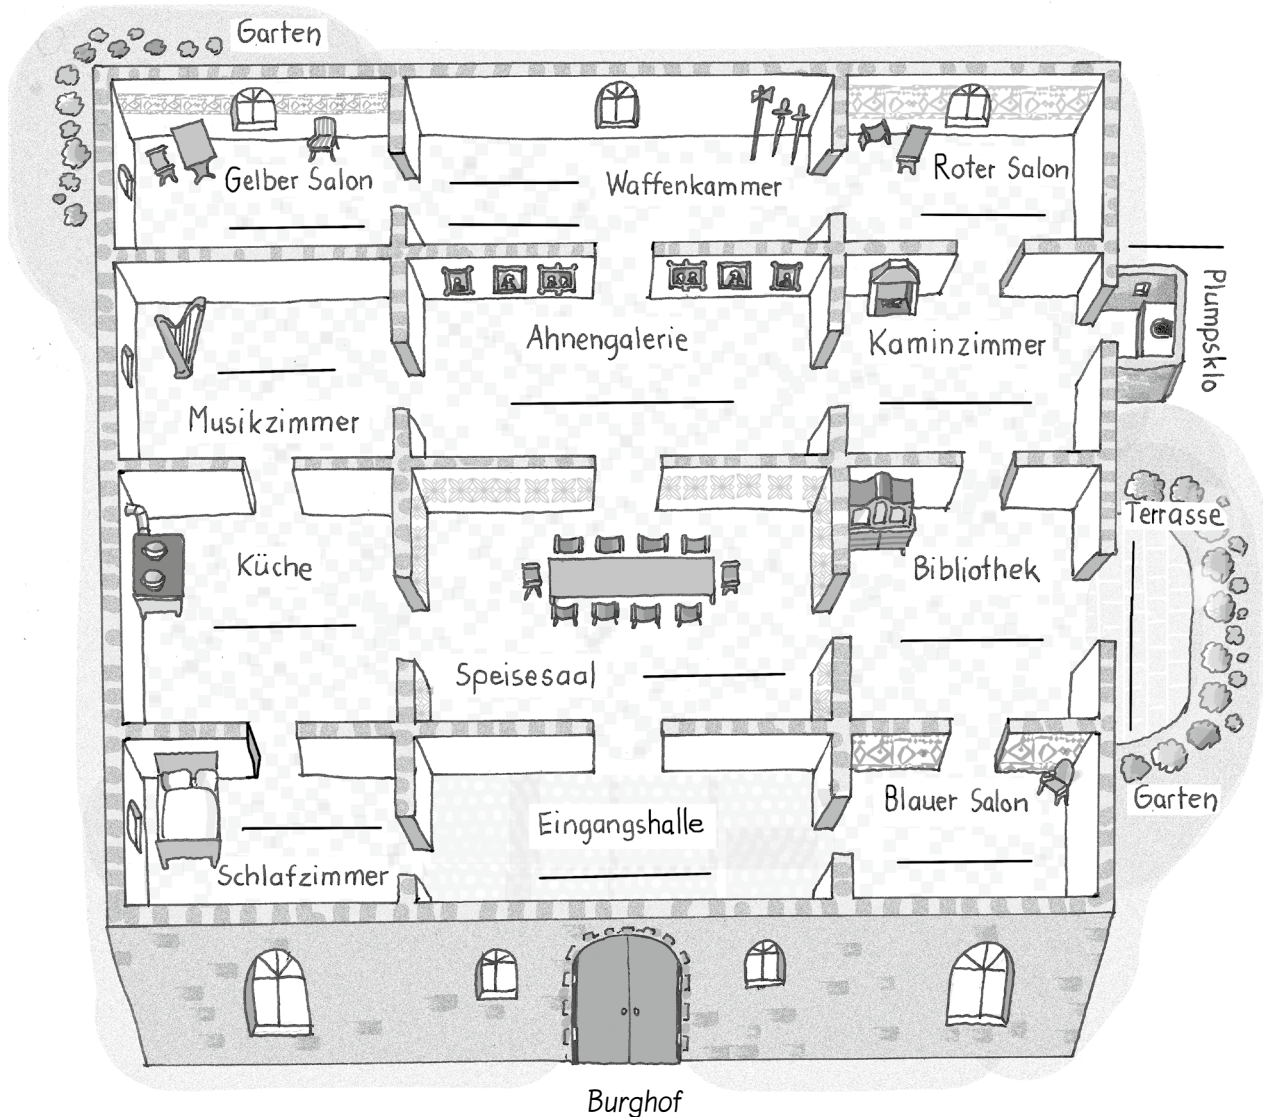 Garten
Gelber Salon
Waffenkammer
Roter Salon
Plumpsklo
Ahnengalerie
Kaminzimmer
Musikzimmer
Terrasse
Küche
Bibliothek
Speisesaal
Garten
Blauer Salon
Eingangshalle
Schlafzimmer
Burghof